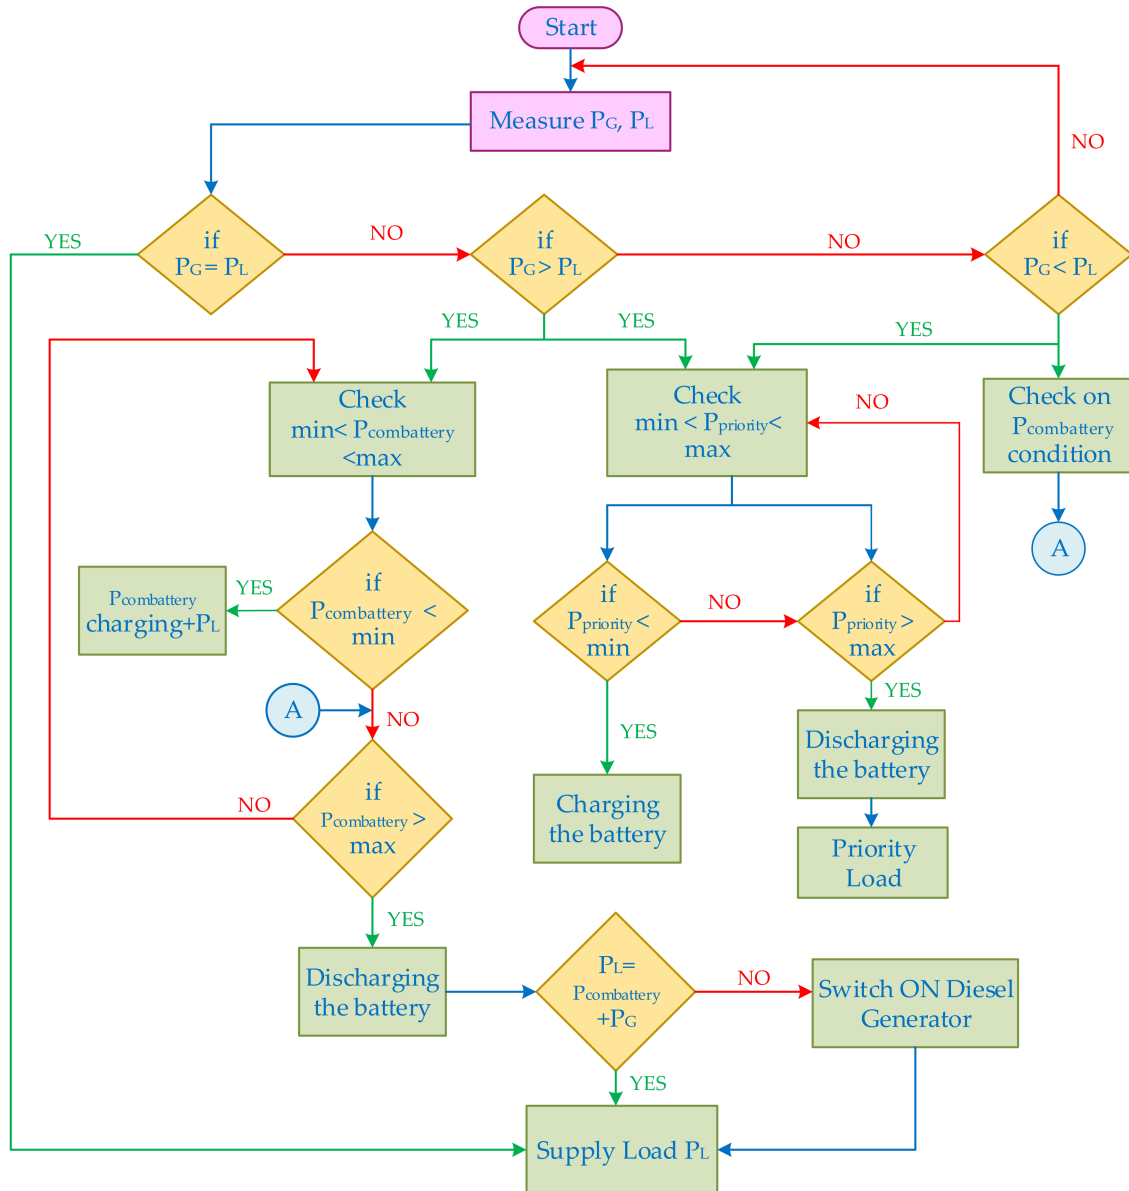 Start
Measure PG, PL
NO
YES
if
PG= PL
NO
if
PG> PL
NO
if
PG< PL
YES
YES
YES
Check
min< Pcombattery
<max
Check
min < Ppriority<
max
NO
Check on
Pcombattery
condition
A
Pcombattery
charging+PL
YES
if
Pcombattery <
min
if
Ppriority<
min
NO
if
Ppriority>
max
A
NO
YES
YES
Discharging
the battery
NO
if
Pcombattery>
max
Charging
the battery
Priority
Load
YES
Discharging
the battery
PL=
Pcombattery
+PG
NO
Switch ON Diesel
Generator
YES
Supply Load PL